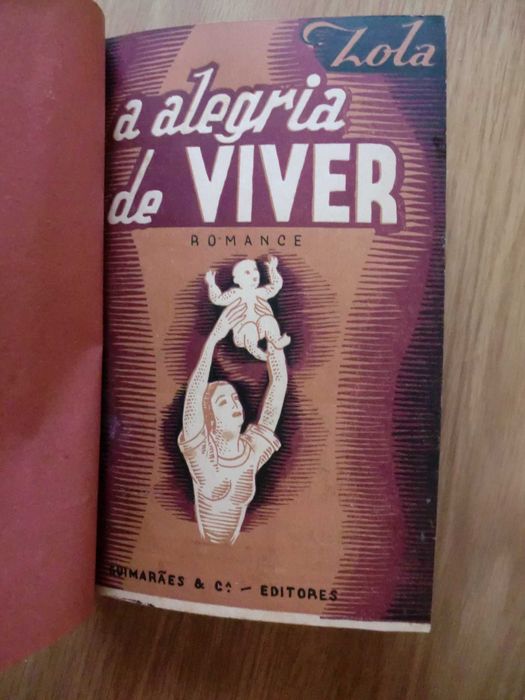 Zola
a alegria
de VIVER
ROMANCE
GUIMARÃES & Cª. — EDITORES